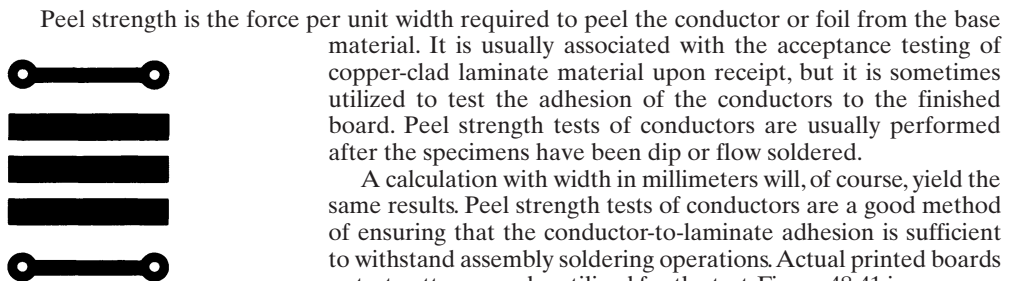 Peel strength is the force per unit width required to peel the conductor or foil from the base
material. It is usually associated with the acceptance testing of
copper-clad laminate material upon receipt, but it is sometimes
utilized to test the adhesion of the conductors to the finished
board. Peel strength tests of conductors are usually performed
after the specimens have been dip or flow soldered.
A calculation with width in millimeters will, of course, yield the
same results. Peel strength tests of conductors are a good method
of ensuring that the conductor-to-laminate adhesion is sufficient
to withstand assembly soldering operations. Actual printed boards